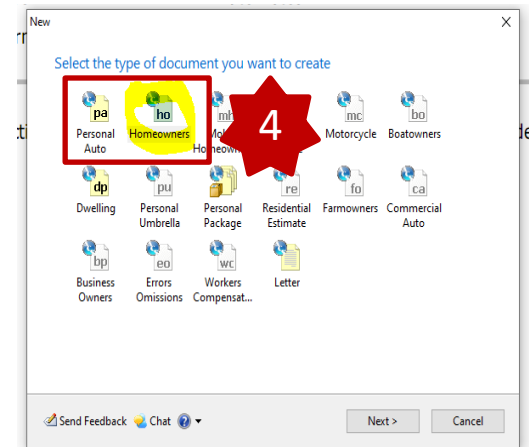 New
X
Select the type of document you want to create
pa
ho
mh
4
mc
bo
Personal Auto
Homeowners
Motorcycle
Boatowners
dp
pu
re
fo
ca
Dwelling
Personal Umbrella
Personal Package
Residential Estimate
Farmowners
Commercial Auto
bp
eo
wc
Business Owners
Errors Omissions
Workers Compensat...
Letter
Send Feedback
Chat
?
Next >
Cancel